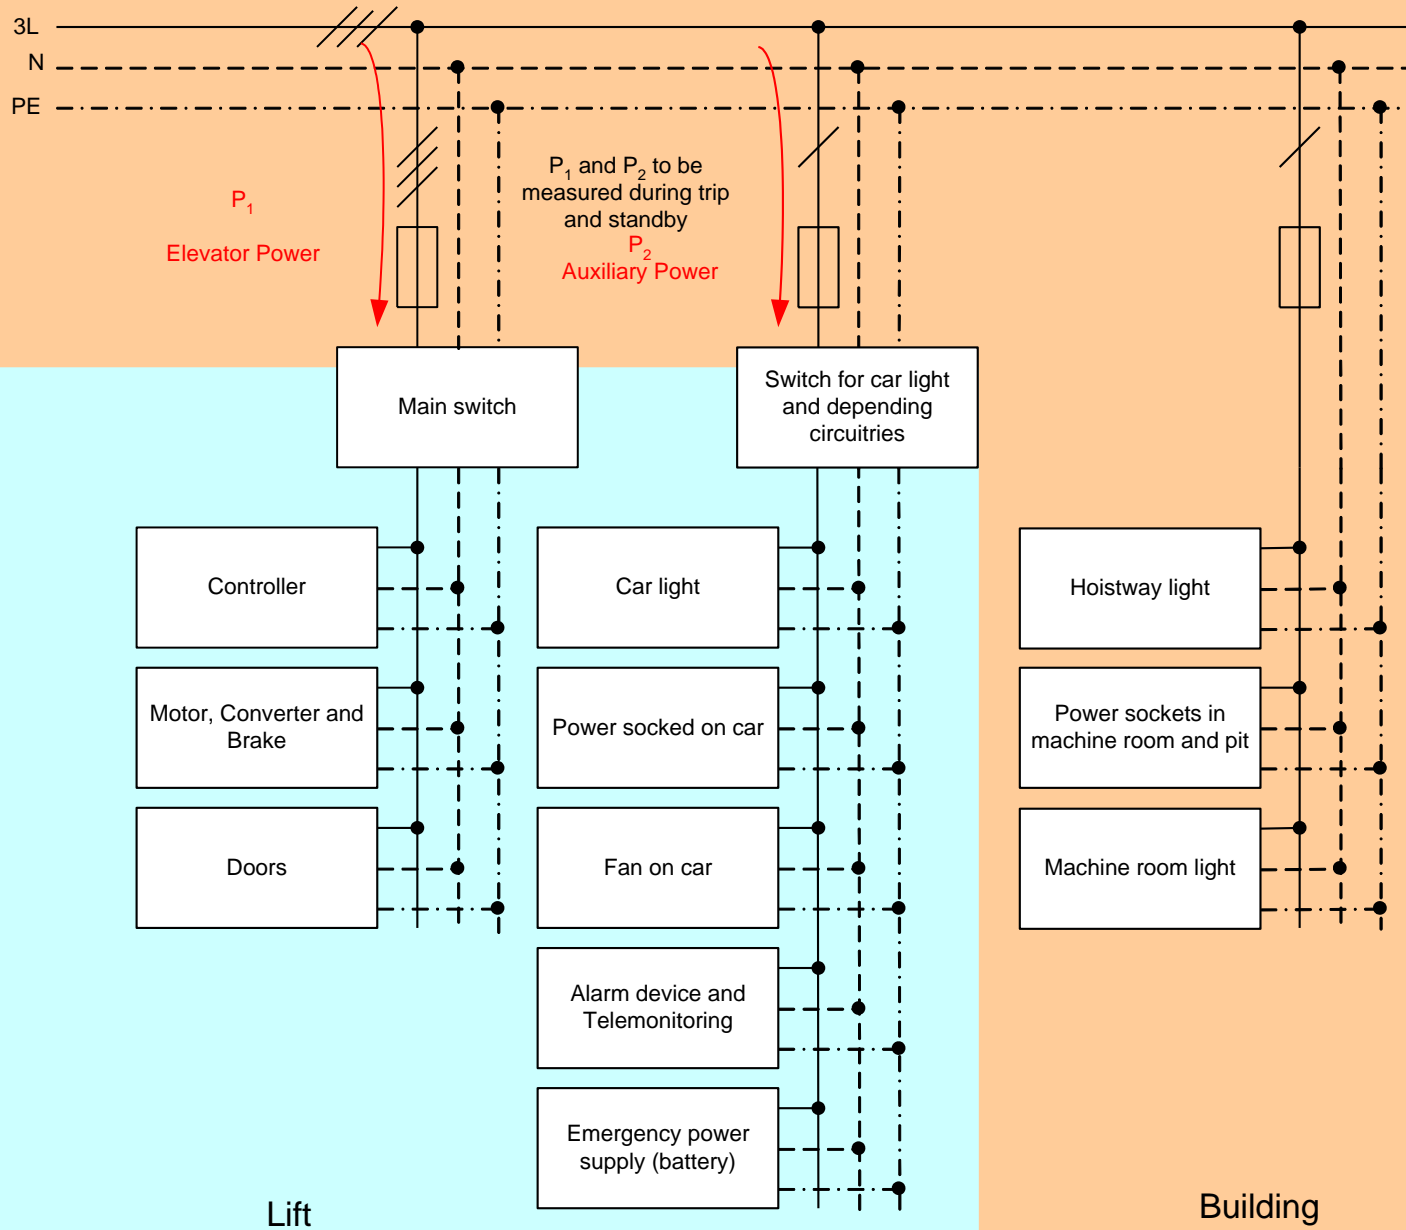 3L
N
PE
P1
Elevator Power
P1 and P2 to be
measured during trip
and standby
P2
Auxiliary Power
Main switch
Switch for car light
and depending
circuitries
Controller
Car light
Hoistway light
Motor, Converter and
Brake
Power socked on car
Power sockets in
machine room and pit
Doors
Fan on car
Machine room light
Alarm device and
Telemonitoring
Emergency power
supply (battery)
Lift
Building